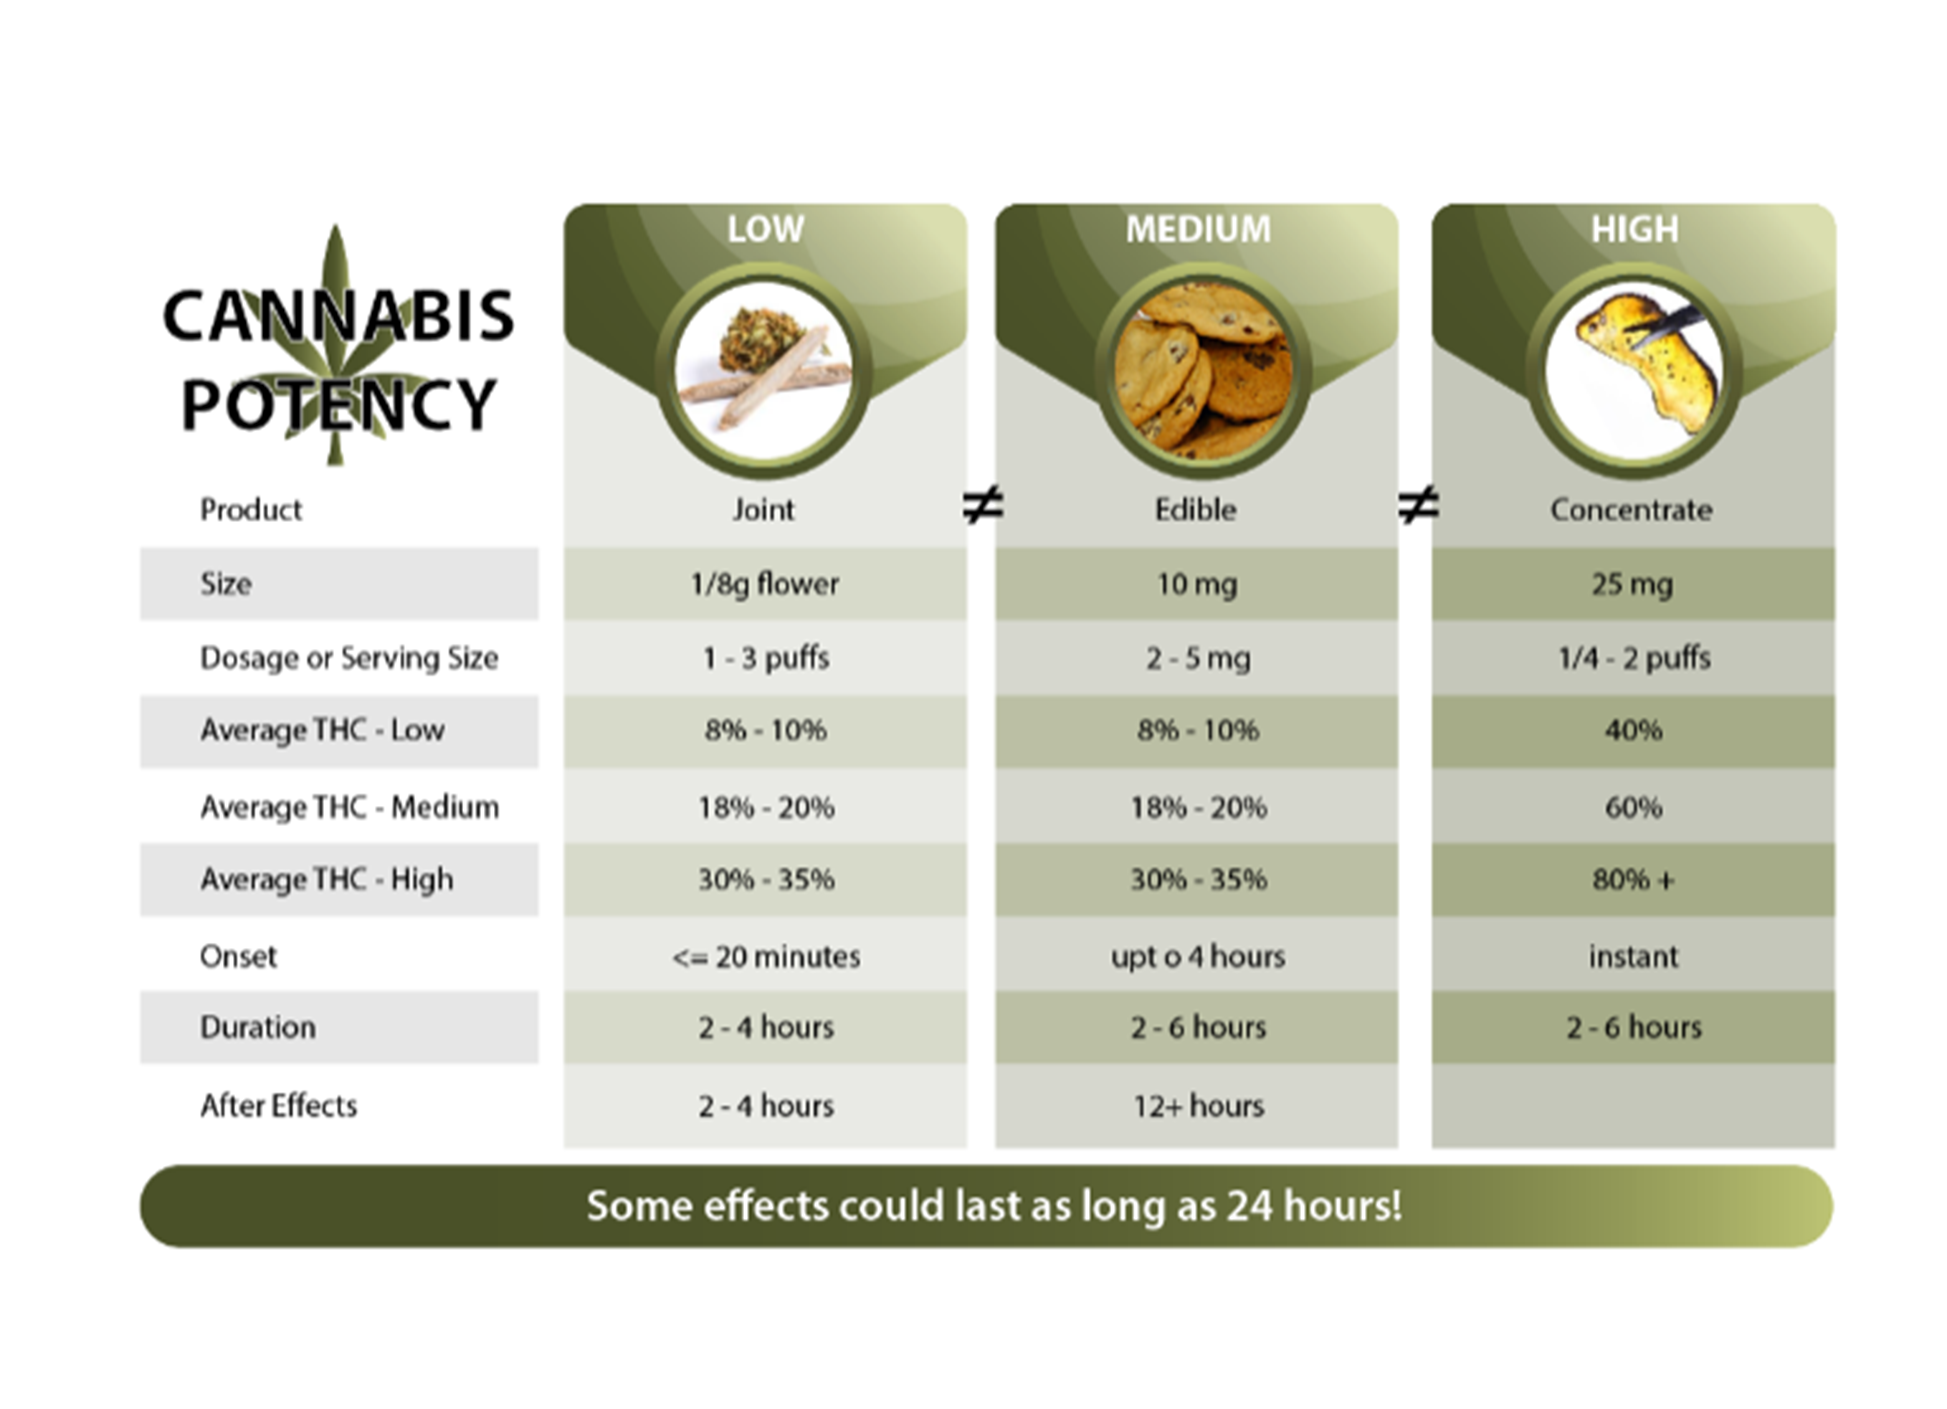 CANNABIS
POTENCY
LOW
MEDIUM
HIGH
Product
Joint
≠
Edible
≠
Concentrate
Size
1/8g flower
10 mg
25 mg
Dosage or Serving Size
1 - 3 puffs
2 - 5 mg
1/4 - 2 puffs
Average THC - Low
8% - 10%
8% - 10%
40%
Average THC - Medium
18% - 20%
18% - 20%
60%
Average THC - High
30% - 35%
30% - 35%
80% +
Onset
<= 20 minutes
upt o 4 hours
instant
Duration
2 - 4 hours
2 - 6 hours
2 - 6 hours
After Effects
2 - 4 hours
12+ hours
Some effects could last as long as 24 hours!